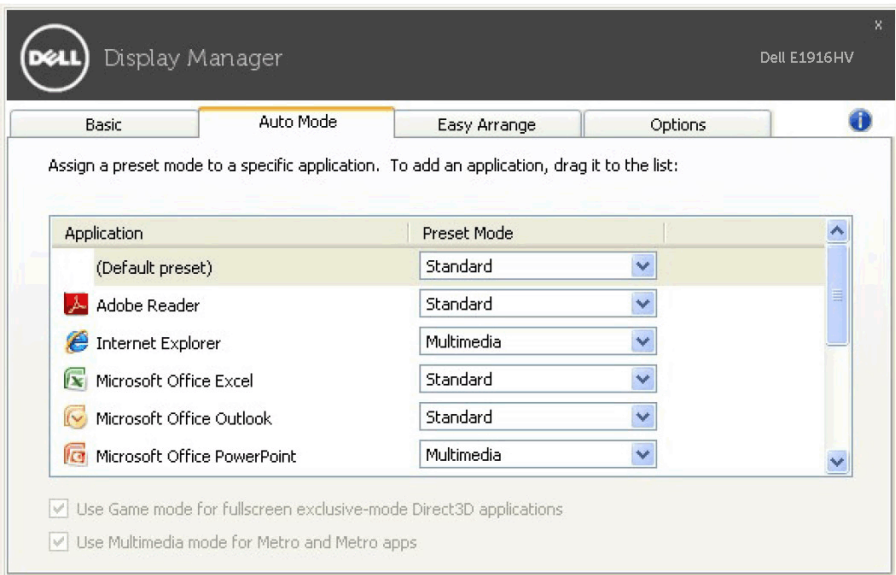 DELL Display Manager
x
Dell E1916HV
Basic Auto Mode Easy Arrange Options
Assign a preset mode to a specific application. To add an application, drag it to the list:
Application Preset Mode
(Default preset) Standard
Adobe Reader Standard
Internet Explorer Multimedia
Microsoft Office Excel Standard
Microsoft Office Outlook Standard
Microsoft Office PowerPoint Multimedia
Use Game mode for fullscreen exclusive-mode Direct3D applications
Use Multimedia mode for Metro and Metro apps